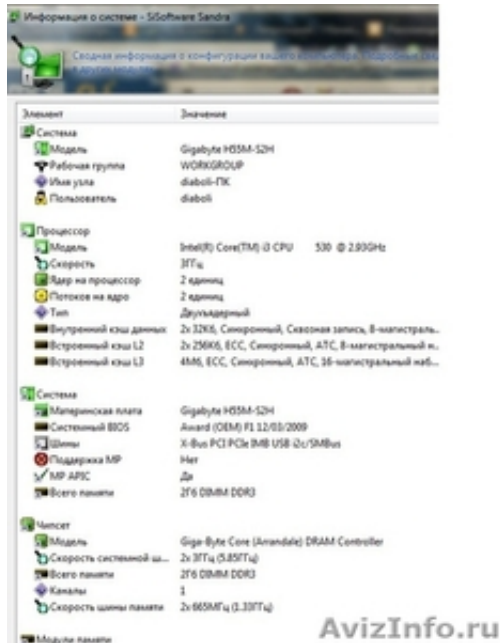 Информация о системе - SiSoftware Sandra
Сводная информация о конфигурации вашего компьютера. Подробные
в других модулях.
Элемент Значение
Система
Модель Gigabyte H55M-S2H
Рабочая группа WORKGROUP
Имя узла diaboli-ПК
Пользователь diaboli
Процессор
Модель Intel(R) Core(TM) i3 CPU 530 @ 2.93GHz
Скорость 3ГГц
Ядер на процессор 2 единиц
Потоков на ядро 2 единиц
Тип Двухъядерный
Внутренний кэш данных 2x 32Кб, Синхронный, Сквозная запись, 8-магистраль...
Встроенный кэш L2 2x 256Кб, ECC, Синхронный, ATC, 8-магистральный н...
Встроенный кэш L3 4Мб, ECC, Синхронный, ATC, 16-магистральный наб...
Система
Материнская плата Gigabyte H55M-S2H
Системный BIOS Award (OEM) F1 12/03/2009
Шины X-Bus PCI PCIe IMB USB i2c/SMBus
Поддержка MP Нет
MP APIC Да
Всего памяти 2Гб DIMM DDR3
Чипсет
Модель Giga-Byte Core (Arrandale) DRAM Controller
Скорость системной ш... 2x 3ГГц (5.85ГГц)
Всего памяти 2Гб DIMM DDR3
Каналы 1
Скорость шины памяти 2x 665МГц (1.33ГГц)
Модули памяти
AvizInfo.ru